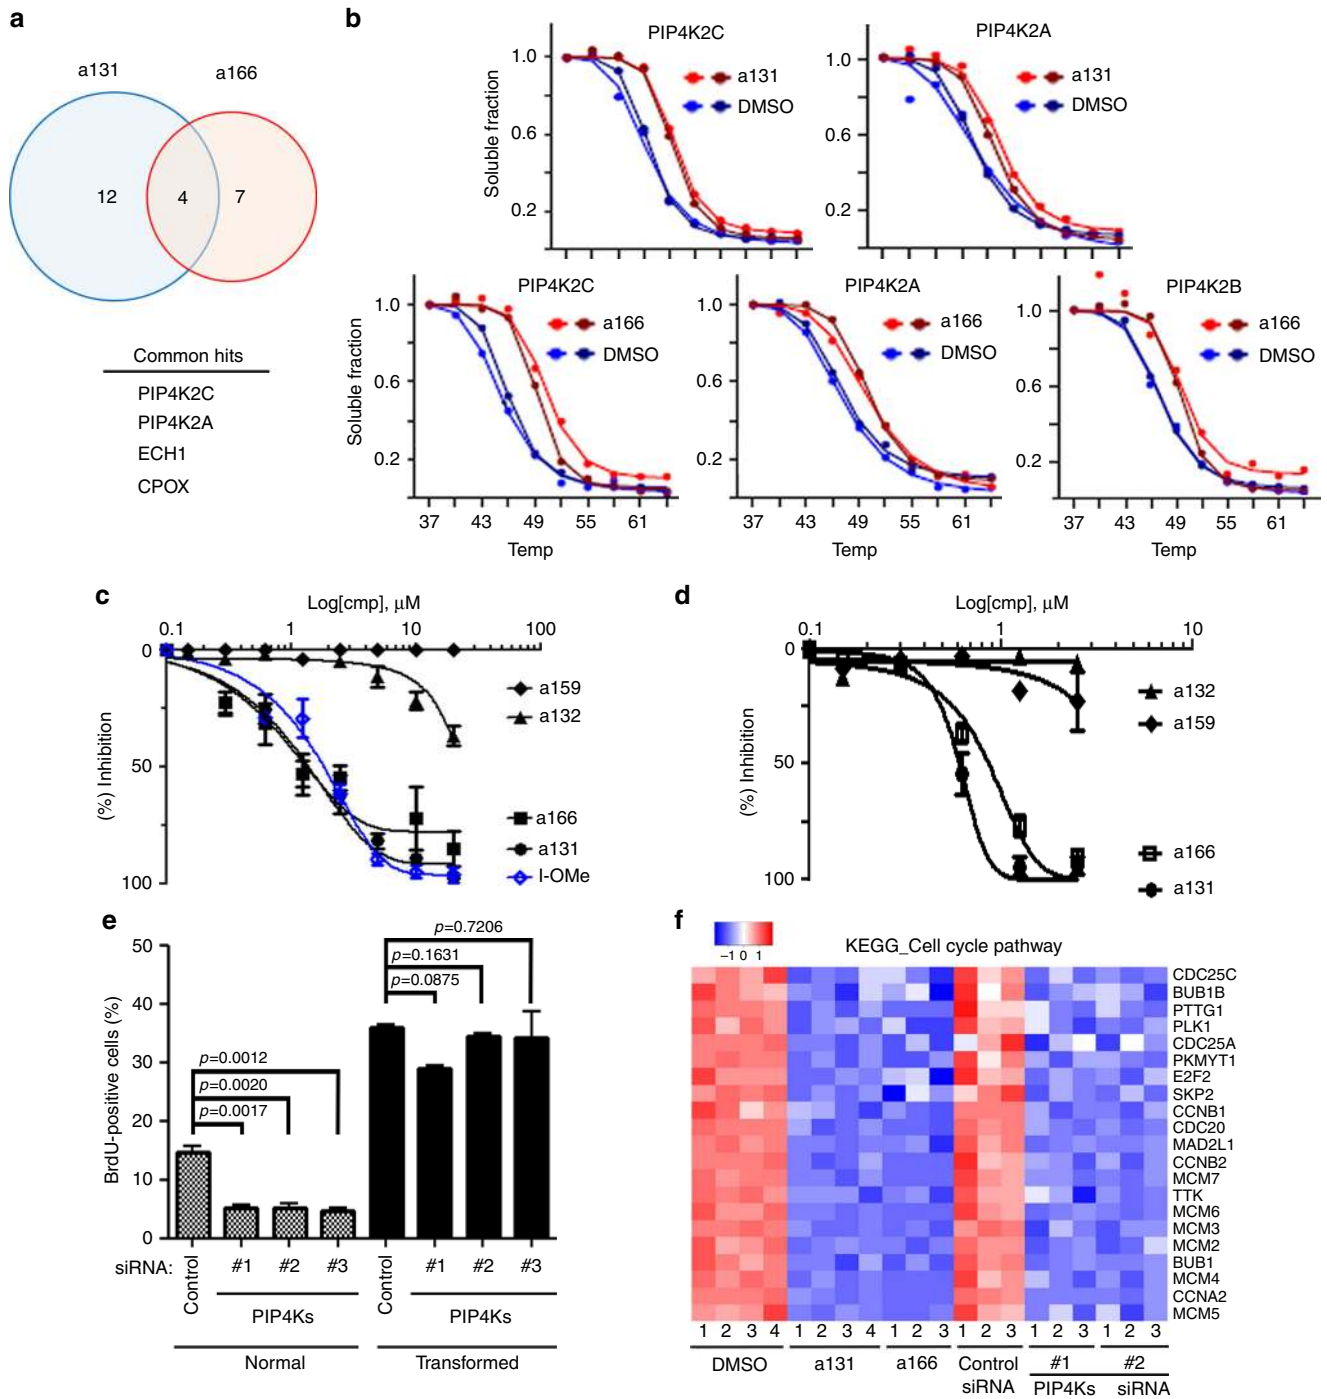 a
a131
a166
12
4
7
Common hits
PIP4K2C
PIP4K2A
ECH1
CPOX
b
PIP4K2C
1.0
0.6
0.2
Soluble fraction
a131
DMSO
PIP4K2A
1.0
0.6
0.2
a131
DMSO
PIP4K2C
1.0
0.6
0.2
Soluble fraction
a166
DMSO
37 43 49 55 61
Temp
PIP4K2A
1.0
0.6
0.2
a166
DMSO
37 43 49 55 61
Temp
PIP4K2B
1.0
0.6
0.2
a166
DMSO
37 43 49 55 61
Temp
c
Log[cmp], μM
0.1 1 10 100
0
50
100
(%) Inhibition
a159
a132
a166
a131
I-OMe
d
Log[cmp], μM
0.1 1 10
0
50
100
(%) Inhibition
a132
a159
a166
a131
e
50
40
30
20
10
0
BrdU-positive cells (%)
p=0.0012
p=0.0020
p=0.0017
p=0.7206
p=0.1631
p=0.0875
siRNA: Control #1 #2 #3 Control #1 #2 #3
PIP4Ks PIP4Ks
Normal Transformed
f
−1 0 1
KEGG_Cell cycle pathway
CDC25C
BUB1B
PTTG1
PLK1
CDC25A
PKMYT1
E2F2
SKP2
CCNB1
CDC20
MAD2L1
CCNB2
MCM7
TTK
MCM6
MCM3
MCM2
BUB1
MCM4
CCNA2
MCM5
1 2 3 4 1 2 3 4 1 2 3 1 2 3 1 2 3 1 2 3
DMSO a131 a166 Control siRNA #1 #2
PIP4Ks siRNA